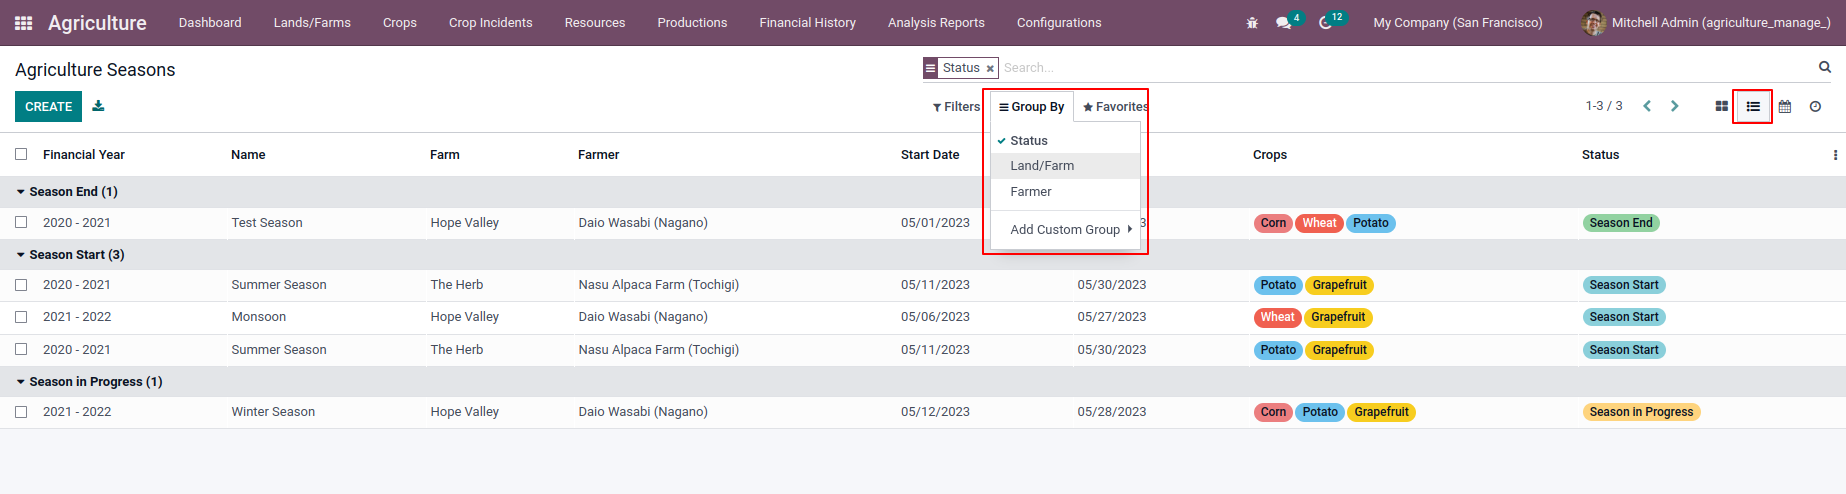 Agriculture Dashboard Lands/Farms Crops Crop Incidents Resources Productions Financial History Analysis Reports Configurations 4 12 My Company (San Francisco) Mitchell Admin (agriculture_manage_)
Agriculture Seasons Status × Search...
CREATE Filters Group By Favorites 1-3 / 3
Status
Land/Farm
Farmer
Add Custom Group
Financial Year Name Farm Farmer Start Date Crops Status
Season End (1)
2020 - 2021 Test Season Hope Valley Daio Wasabi (Nagano) 05/01/2023 3 Corn Wheat Potato Season End
Season Start (3)
2020 - 2021 Summer Season The Herb Nasu Alpaca Farm (Tochigi) 05/11/2023 05/30/2023 Potato Grapefruit Season Start
2021 - 2022 Monsoon Hope Valley Daio Wasabi (Nagano) 05/06/2023 05/27/2023 Wheat Grapefruit Season Start
2020 - 2021 Summer Season The Herb Nasu Alpaca Farm (Tochigi) 05/11/2023 05/30/2023 Potato Grapefruit Season Start
Season in Progress (1)
2021 - 2022 Winter Season Hope Valley Daio Wasabi (Nagano) 05/12/2023 05/28/2023 Corn Potato Grapefruit Season in Progress